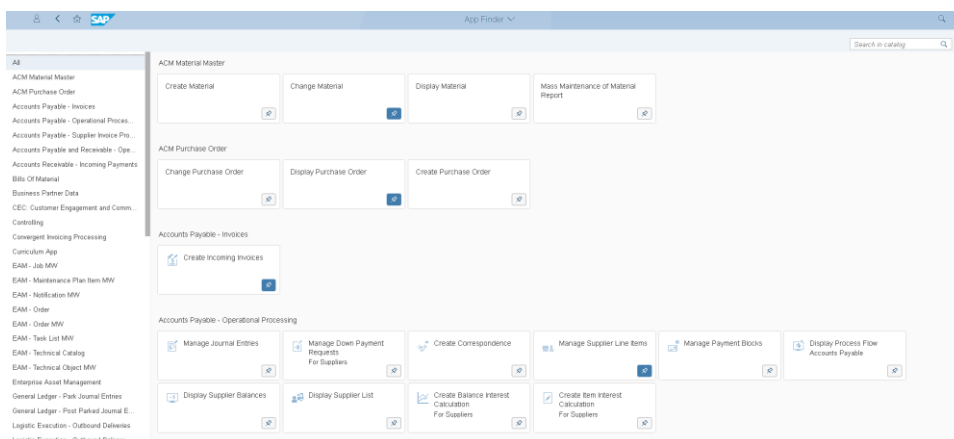 SAP
App Finder
Search in catalog
All
ACM Material Master
ACM Purchase Order
Accounts Payable - Invoices
Accounts Payable - Operational Proces...
Accounts Payable - Supplier Invoice Pro...
Accounts Payable and Receivable - Ope...
Accounts Receivable - Incoming Payments
Bills Of Material
Business Partner Data
CEC: Customer Engagement and Comm...
Controlling
Convergent Invoicing Processing
Curriculum App
EAM - Job MW
EAM - Maintenance Plan Item MW
EAM - Notification MW
EAM - Order
EAM - Order MW
EAM - Task List MW
EAM - Technical Catalog
EAM - Technical Object MW
Enterprise Asset Management
General Ledger - Park Journal Entries
General Ledger - Post Parked Journal E...
Logistic Execution - Outbound Deliveries
ACM Material Master
Create Material
Change Material
Display Material
Mass Maintenance of Material
Report
ACM Purchase Order
Change Purchase Order
Display Purchase Order
Create Purchase Order
Accounts Payable - Invoices
Create Incoming Invoices
Accounts Payable - Operational Processing
Manage Journal Entries
Manage Down Payment
Requests
For Suppliers
Create Correspondence
Manage Supplier Line Items
Manage Payment Blocks
Display Process Flow
Accounts Payable
Display Supplier Balances
Display Supplier List
Create Balance Interest
Calculation
For Suppliers
Create Item Interest
Calculation
For Suppliers